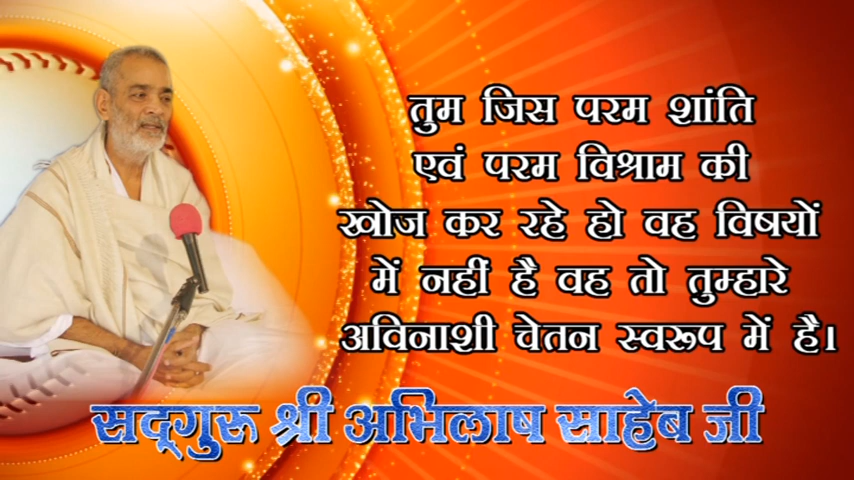 तुम जिस परम शांति
एवं परम विश्राम की
खोज कर रहे हो वह विषयों
में नहीं है वह तो तुम्हारे
अविनाशी चेतन स्वरूप में है।
सद्गुरु श्री अभिलाष साहेब जी